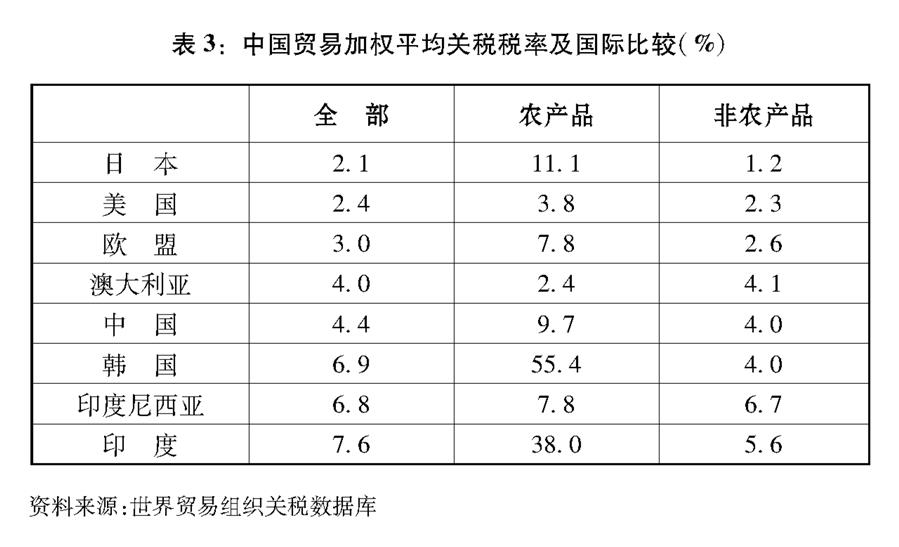 表 3：中国贸易加权平均关税税率及国际比较(%)
全 部 农产品 非农产品
日 本 2.1 11.1 1.2
美 国 2.4 3.8 2.3
欧 盟 3.0 7.8 2.6
澳大利亚 4.0 2.4 4.1
中 国 4.4 9.7 4.0
韩 国 6.9 55.4 4.0
印度尼西亚 6.8 7.8 6.7
印 度 7.6 38.0 5.6
资料来源:世界贸易组织关税数据库